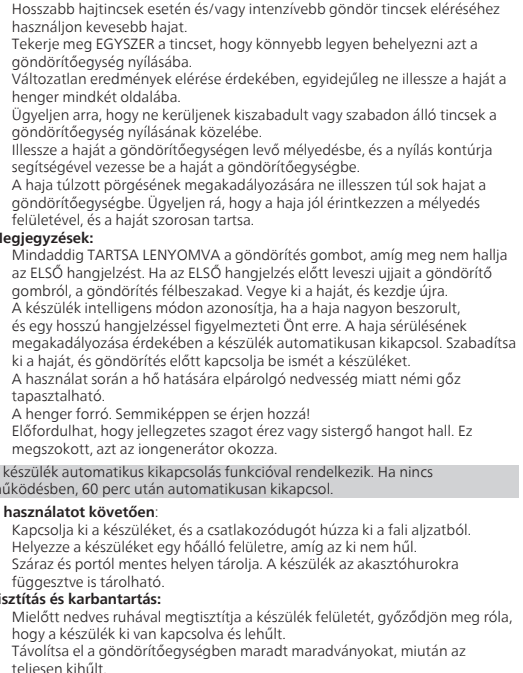 Hosszabb hajtincsek esetén és/vagy intenzívebb göndör tincsek eléréséhez
használjon kevesebb hajat.
Tekerje meg EGYSZER a tincset, hogy könnyebb legyen behelyezni azt a
göndörítőegység nyílásába.
Változatlan eredmények elérése érdekében, egyidejűleg ne illessze a haját a
henger mindkét oldalába.
Ügyeljen arra, hogy ne kerüljenek kiszabadult vagy szabadon álló tincsek a
göndörítőegység nyílásának közelébe.
Illessze a haját a göndörítőegységen levő mélyedésbe, és a nyílás kontúrja
segítségével vezesse be a haját a göndörítőegységbe.
A haja túlzott pörgésének megakadályozására ne illesszen túl sok hajat a
göndörítőegységbe. Ügyeljen rá, hogy a haja jól érintkezzen a mélyedés
felületével, és a haját szorosan tartsa.
legjegyzések:
Mindaddig TARTSA LENYOMVA a göndörítés gombot, amíg meg nem hallja
az ELSŐ hangjelzést. Ha az ELSŐ hangjelzés előtt leveszi ujjait a göndörítő
gombról, a göndörítés félbeszakad. Vegye ki a haját, és kezdje újra.
A készülék intelligens módon azonosítja, ha a haja nagyon beszorult,
és egy hosszú hangjelzéssel figyelmezteti Önt erre. A haja sérülésének
megakadályozása érdekében a készülék automatikusan kikapcsol. Szabadítsa
ki a haját, és göndörítés előtt kapcsolja be ismét a készüléket.
A használat során a hő hatására elpárolgó nedvesség miatt némi gőz
tapasztalható.
A henger forró. Semmiképpen se érjen hozzá!
Előfordulhat, hogy jellegzetes szagot érez vagy sistergő hangot hall. Ez
megszokott, azt az iongenerátor okozza.
készülék automatikus kikapcsolás funkcióval rendelkezik. Ha nincs
űködésben, 60 perc után automatikusan kikapcsol.
használatot követően:
Kapcsolja ki a készüléket, és a csatlakozódugót húzza ki a fali aljzatból.
Helyezze a készüléket egy hőálló felületre, amíg az ki nem hűl.
Száraz és portól mentes helyen tárolja. A készülék az akasztóhurokra
függesztve is tárolható.
isztítás és karbantartás:
Mielőtt nedves ruhával megtisztítja a készülék felületét, győződjön meg róla,
hogy a készülék ki van kapcsolva és lehűlt.
Távolítsa el a göndörítőegységben maradt maradványokat, miután az
teljesen kihűlt.